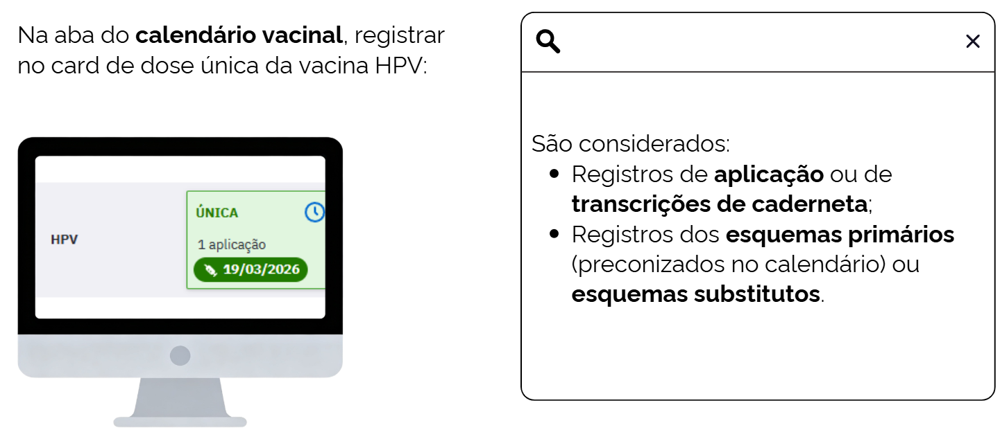 Na aba do calendário vacinal, registrar
no card de dose única da vacina HPV:
HPV
ÚNICA
1 aplicação
19/03/2026
São considerados:
• Registros de aplicação ou de
transcrições de caderneta;
• Registros dos esquemas primários
(preconizados no calendário) ou
esquemas substitutos.